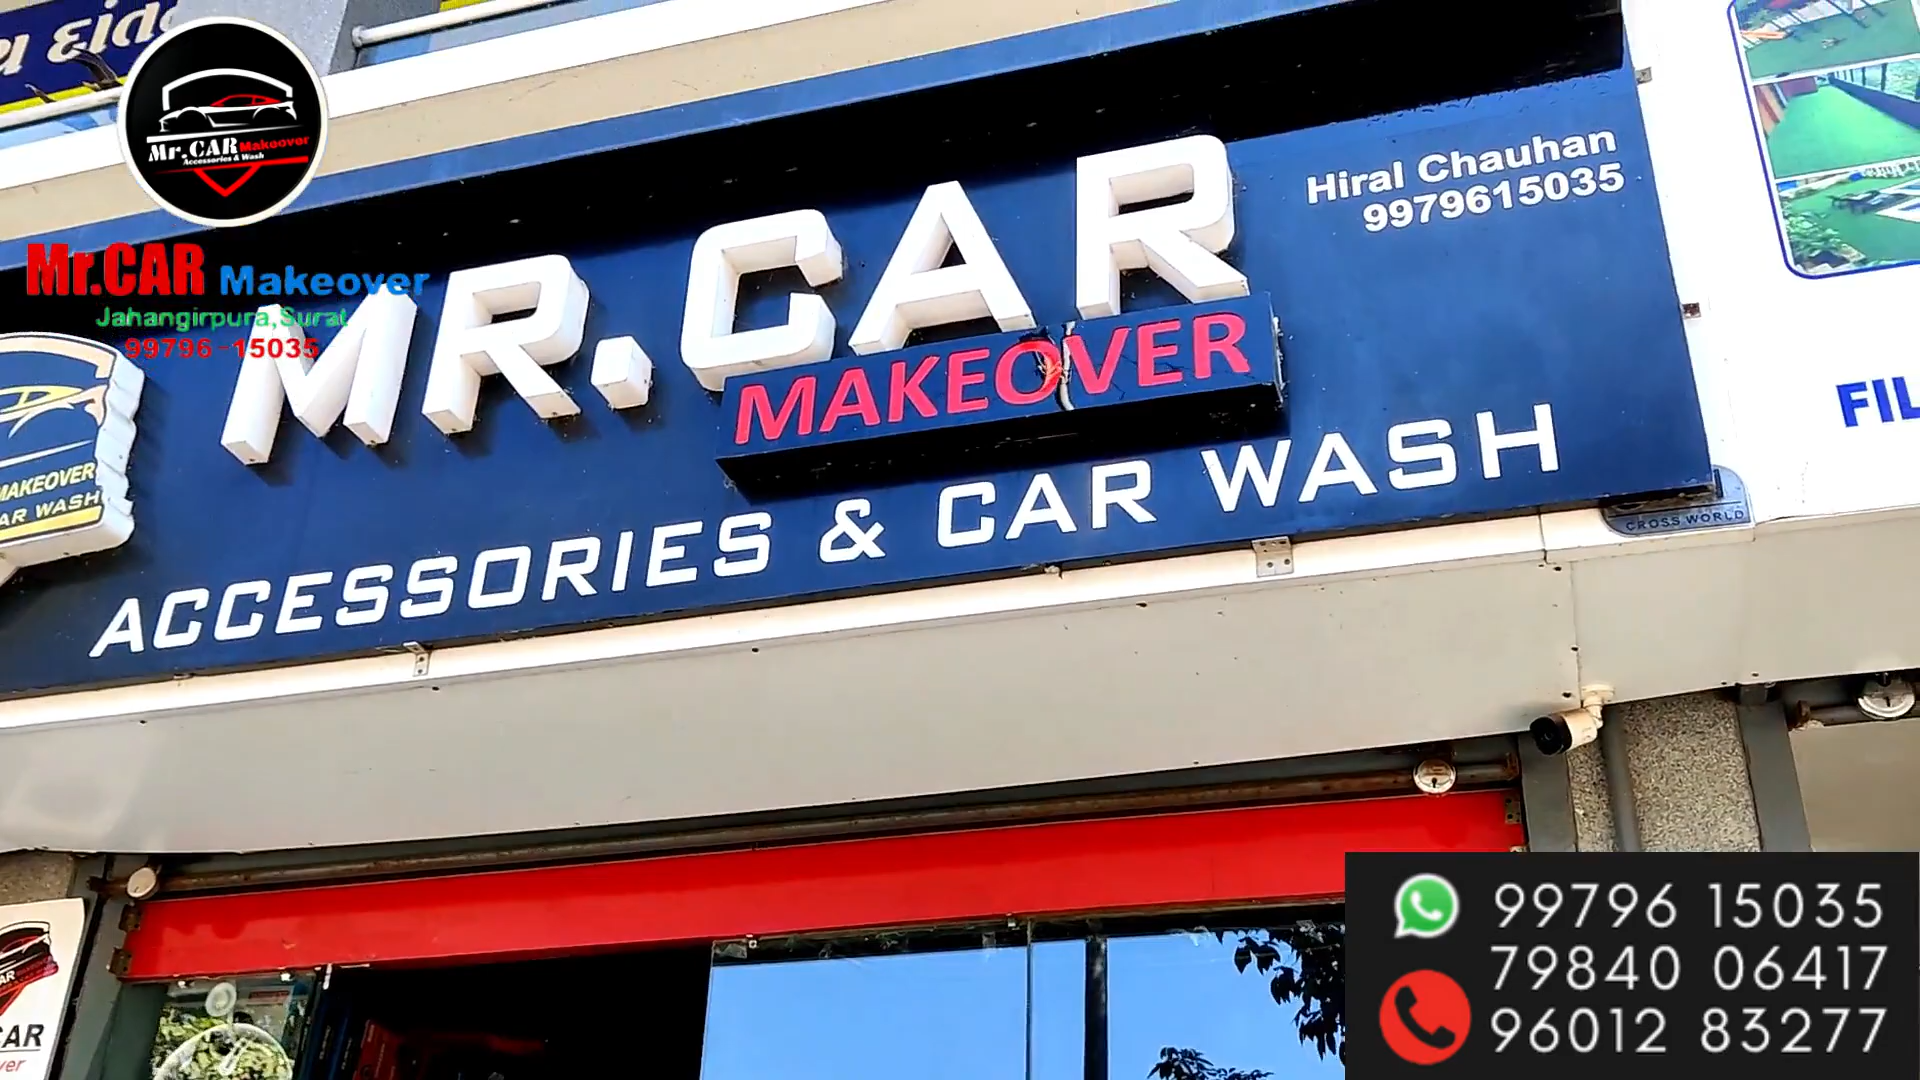 Mr.CAR Makeover
Accessories & Wash
Mr.CAR Makeover
Jahangirpura,Surat
99796-15035
Hiral Chauhan
9979615035
MR.CAR
MAKEOVER
ACCESSORIES & CAR WASH
MAKEOVER
CAR WASH
CROSS WORLD
FIL
99796 15035
79840 06417
96012 83277
CAR